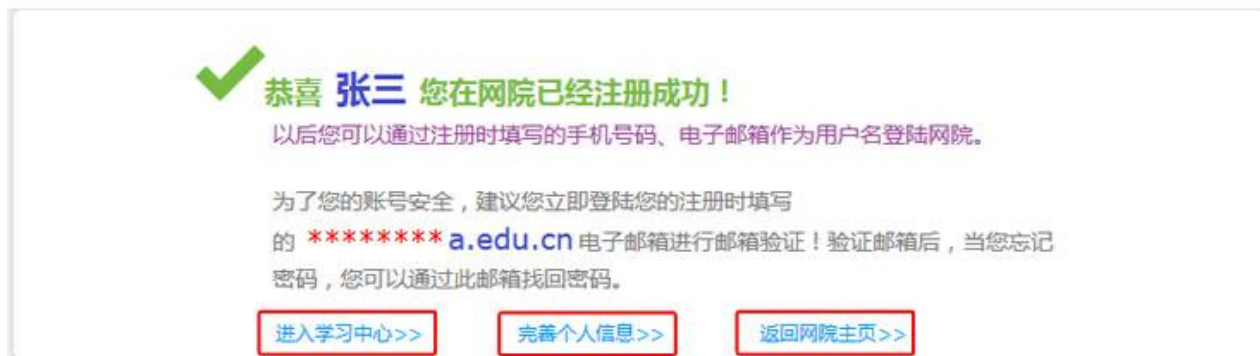 恭喜 张三 您在网院已经注册成功！
以后您可以通过注册时填写的手机号码、电子邮箱作为用户名登陆网院。
为了您的账号安全，建议您立即登陆您的注册时填写
的 ********a.edu.cn 电子邮箱进行邮箱验证！验证邮箱后，当您忘记
密码，您可以通过此邮箱找回密码。
进入学习中心>> 完善个人信息>> 返回网院主页>>